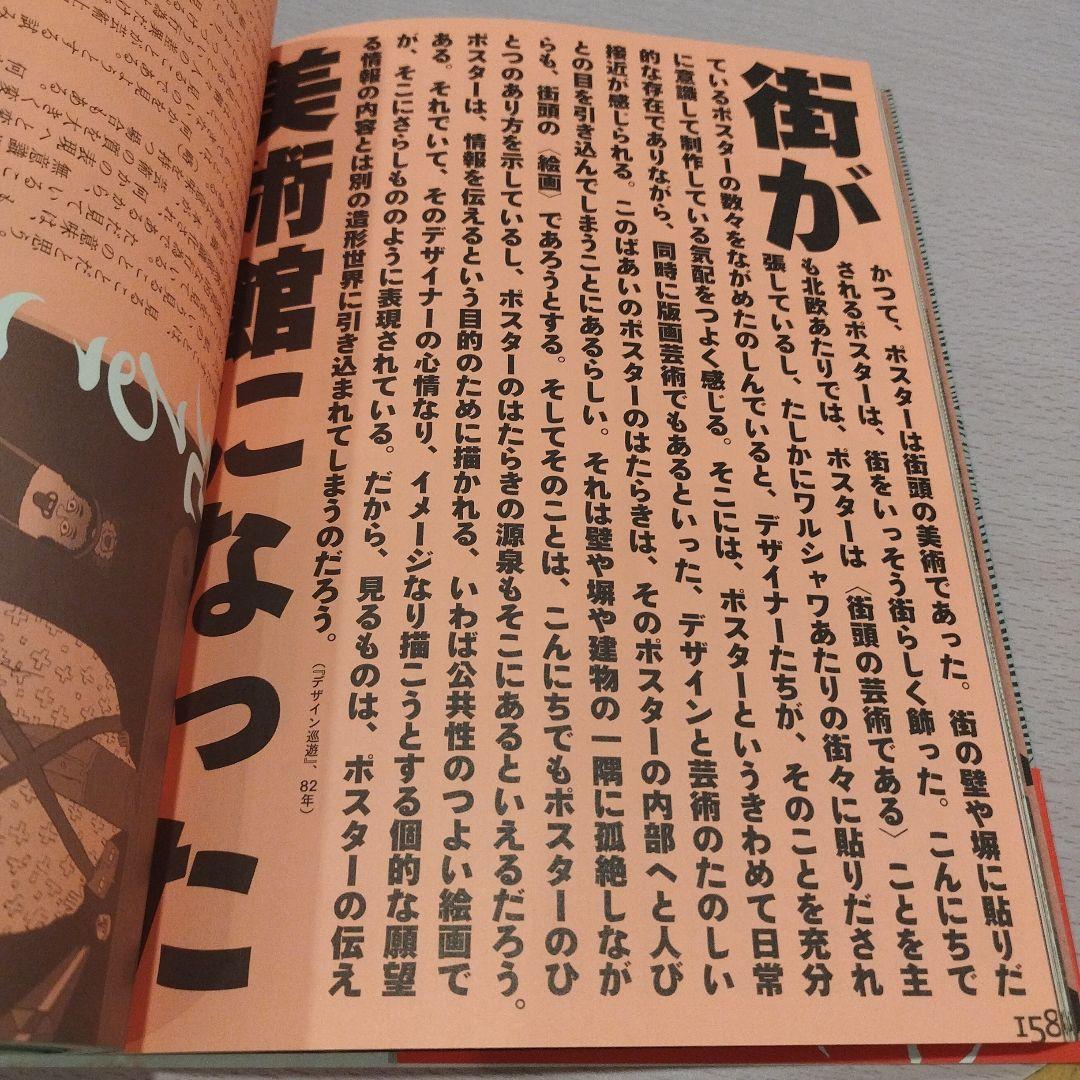 街が
美術館になった
かつて、ポスターは街頭の美術であった。街の壁や塀に貼りだ
されるポスターは、街をいっそう街らしく飾った。こんにちで
も北欧あたりでは、ポスターは〈街頭の芸術である〉ことを主
張しているし、たしかにワルシャワあたりの街々に貼りだされ
ているポスターの数々をながめたのしんでいると、デザイナーたちが、そのことを充分
に意識して制作している気配をつよく感じる。そこには、ポスターというきわめて日常
的な存在でありながら、同時に版画芸術でもあるといった、デザインと芸術のたのしい
接近が感じられる。このばあいのポスターのはたらきは、そのポスターの内部へと人び
との目を引き込んでしまうことにあるらしい。それは壁や塀や建物の一隅に孤絶しなが
らも、街頭の〈絵画〉であろうとする。そしてそのことは、こんにちでもポスターのひ
とつのあり方を示しているし、ポスターのはたらきの源泉もそこにあるといえるだろう。
ポスターは、情報を伝えるという目的のために描かれる、いわば公共性のつよい絵画で
ある。それでいて、そのデザイナーの心情なり、イメージなり描こうとする個的な願望
が、そこにさらしもののように表現されている。だから、見るものは、ポスターの伝え
る情報の内容とは別の造形世界に引き込まれてしまうのだろう。
（『デザイン巡遊』、82年）
158